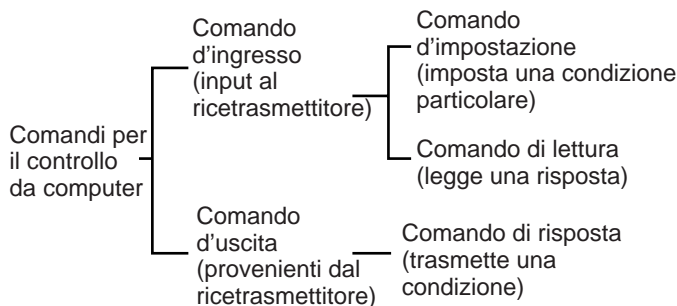 Comandi per
il controllo
da computer
Comando
d’ingresso
(input al
ricetrasmettitore)
Comando
d’impostazione
(imposta una condizione
particolare)
Comando di lettura
(legge una risposta)
Comando
d’uscita
(provenienti dal
ricetrasmettitore)
Comando di risposta
(trasmette una
condizione)